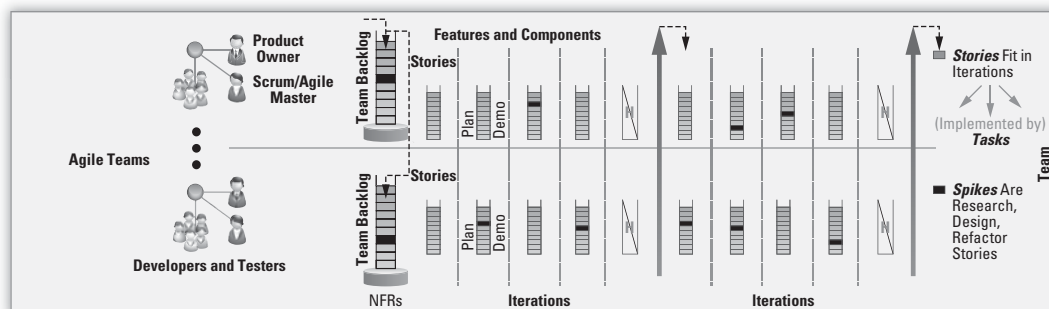 Product
Owner
Scrum/Agile
Master
Agile Teams
Developers and Testers
Team Backlog
Features and Components
Stories
Plan
Demo
H
H
Team Backlog
Stories
Plan
Demo
H
H
NFRs
Iterations
Iterations
Stories Fit in
Iterations
(Implemented by)
Tasks
Spikes Are
Research,
Design,
Refactor
Stories
Team